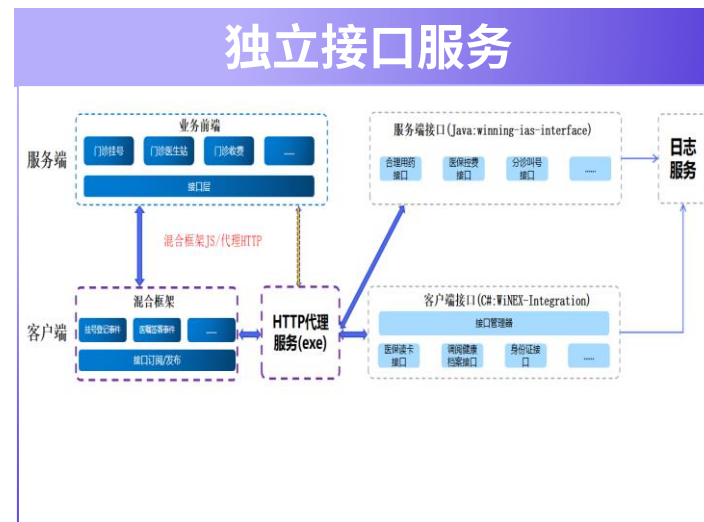 独立接口服务
服务端
业务前端
门诊挂号
门诊医生站
门诊收费
......
接口层
服务端接口(Java:winning-ias-interface)
合理用药
接口
医保控费
接口
分诊叫号
接口
......
日志
服务
混合框架JS/代理HTTP
客户端
混合框架
挂号登记事件
医嘱签署事件
......
接口订阅/发布
HTTP代理
服务(exe)
客户端接口(C#:WiNEX-Integration)
接口管理器
医保读卡
接口
调阅健康
档案接口
身份证接
口
......